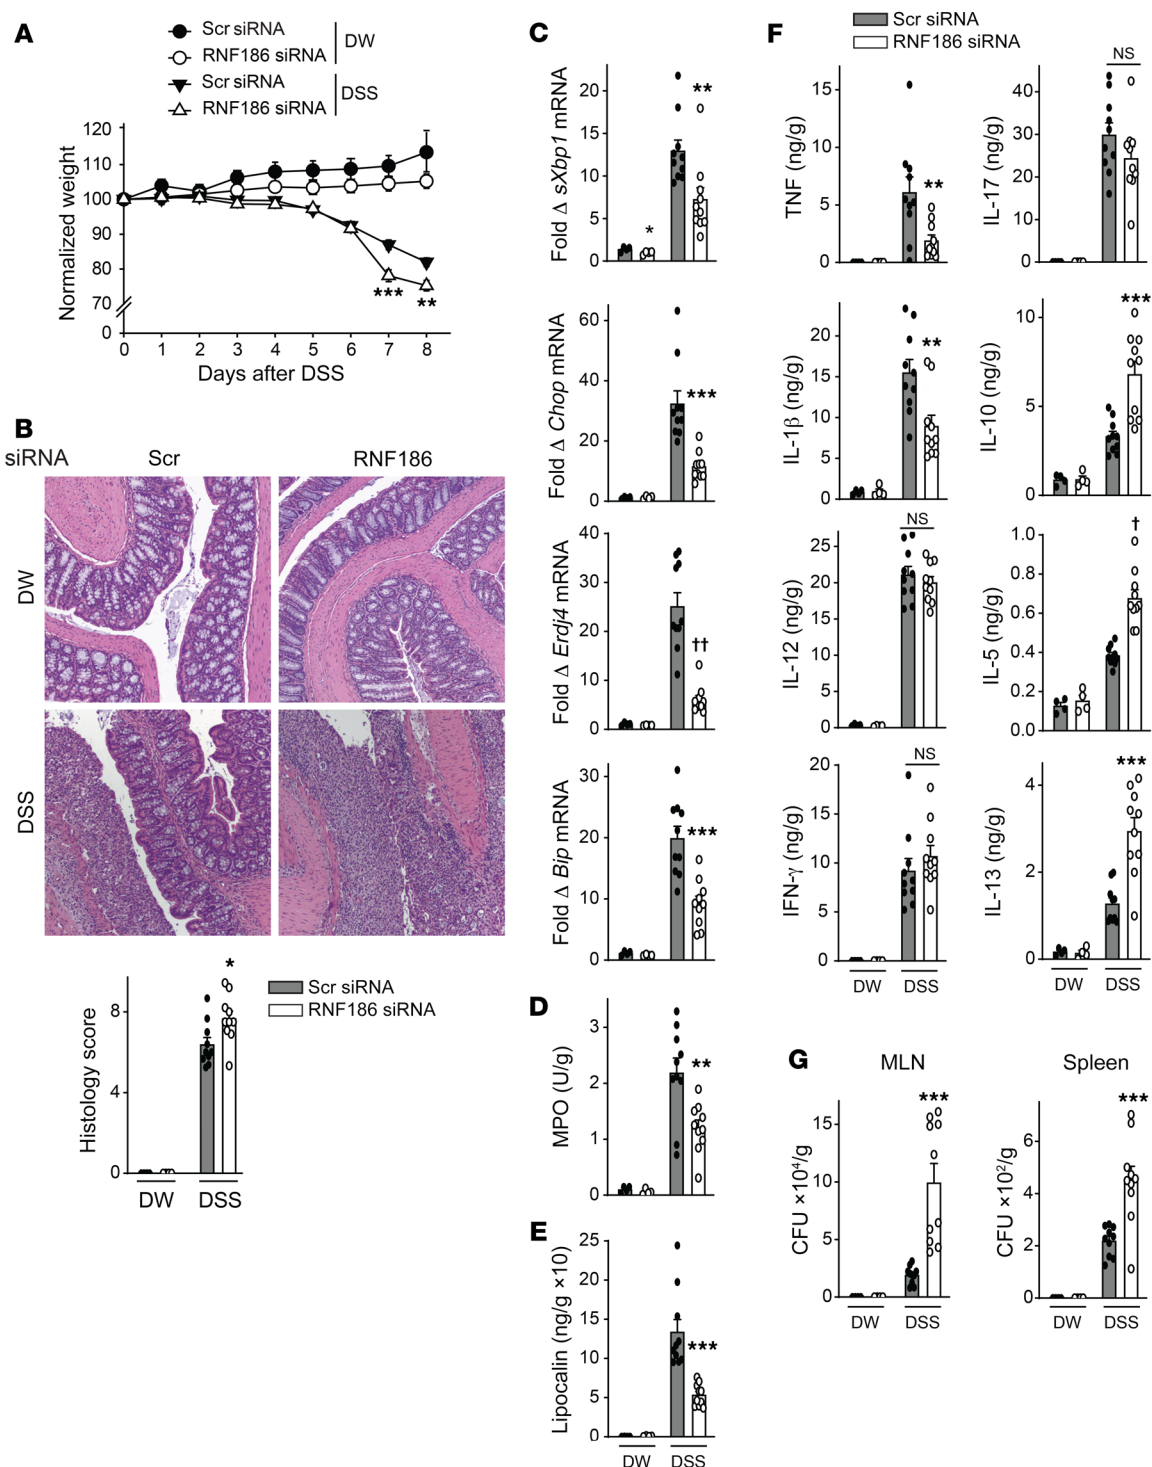 A
Scr siRNA
RNF186 siRNA
DW
Scr siRNA
RNF186 siRNA
DSS
Normalized weight
120
110
100
90
80
70
0
0 1 2 3 4 5 6 7 8
*** **
Days after DSS
B
siRNA Scr RNF186
DW
DSS
Histology score
8
4
0
*
DW DSS
Scr siRNA
RNF186 siRNA
C
Fold Δ sXbp1 mRNA
20
15
10
5
0
* **
Fold Δ Chop mRNA
60
40
20
0
***
Fold Δ Erdj4 mRNA
40
30
20
10
0
††
Fold Δ Bip mRNA
30
20
10
0
***
D
MPO (U/g)
3
2
1
0
**
E
Lipocalin (ng/g ×10)
25
20
15
10
5
0
***
DW DSS
F
Scr siRNA
RNF186 siRNA
TNF (ng/g)
15
10
5
0
**
IL-17 (ng/g)
40
30
20
10
0
NS
IL-1β (ng/g)
20
15
10
5
0
**
IL-10 (ng/g)
10
5
0
***
IL-12 (ng/g)
25
20
15
10
5
0
NS
IL-5 (ng/g)
1.0
0.8
0.6
0.4
0.2
0.0
†
IFN-γ (ng/g)
20
15
10
5
0
NS
DW DSS
IL-13 (ng/g)
4
2
0
***
DW DSS
G
MLN
CFU ×10⁴/g
15
10
5
0
***
DW DSS
Spleen
CFU ×10²/g
6
4
2
0
***
DW DSS